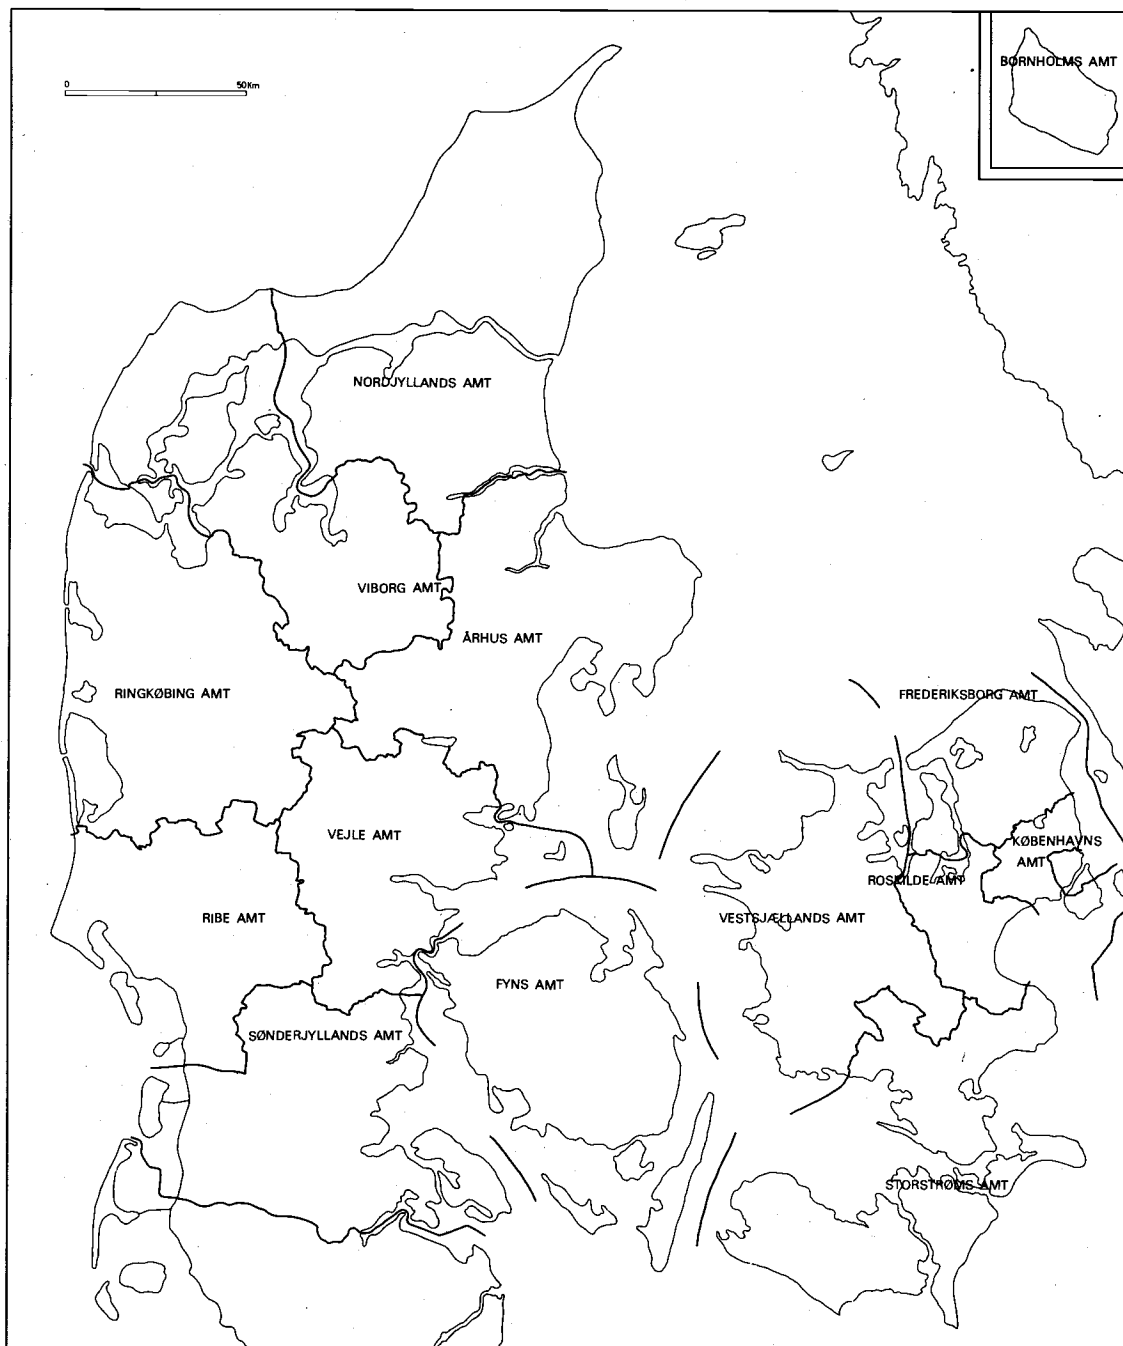 BORNHOLMS AMT
0 50Km
NORDJYLLANDS AMT
VIBORG AMT
ÅRHUS AMT
RINGKØBING AMT
FREDERIKSBORG AMT
VEJLE AMT
KØBENHAVNS
AMT
ROSKILDE AMT
RIBE AMT
VESTSJÆLLANDS AMT
FYNS AMT
SØNDERJYLLANDS AMT
STORSTRØMS AMT